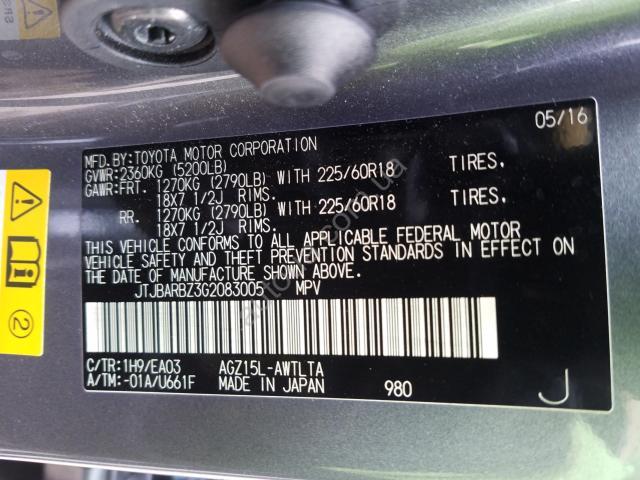 05/16
MFD.BY:TOYOTA MOTOR CORPORATION
GVWR:2360KG (5200LB)
GAWR:FRT. 1270KG (2790LB) WITH 225/60R18 TIRES.
18X7 1/2J RIMS.
RR. 1270KG (2790LB) WITH 225/60R18 TIRES.
18X7 1/2J RIMS.
THIS VEHICLE CONFORMS TO ALL APPLICABLE FEDERAL MOTOR
VEHICLE SAFETY AND THEFT PREVENTION STANDARDS IN EFFECT ON
THE DATE OF MANUFACTURE SHOWN ABOVE.
JTJBARBZ3G2083005 MPV
C/TR:1H9/EA03 AGZ15L-AWTLTA
A/TM:-01A/U661F MADE IN JAPAN 980 J
2